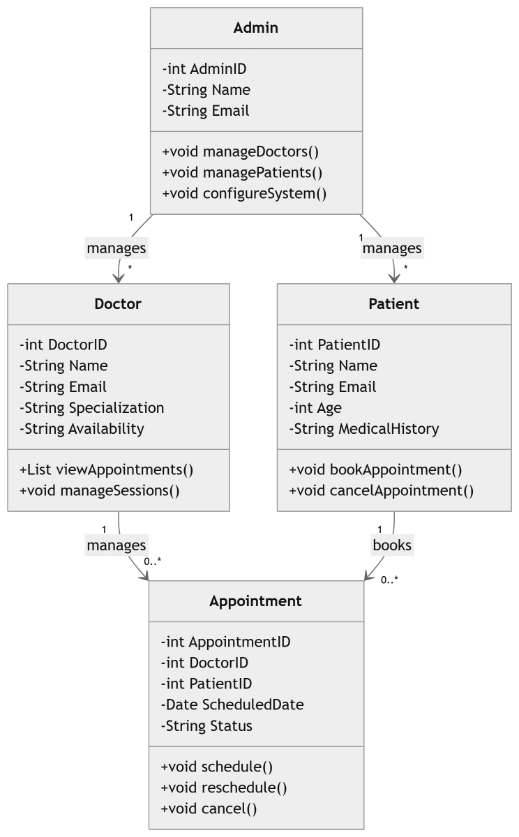 Admin
-int AdminID
-String Name
-String Email
+void manageDoctors()
+void managePatients()
+void configureSystem()
1
manages
*
1
manages
*
Doctor
-int DoctorID
-String Name
-String Email
-String Specialization
-String Availability
+List viewAppointments()
+void manageSessions()
Patient
-int PatientID
-String Name
-String Email
-int Age
-String MedicalHistory
+void bookAppointment()
+void cancelAppointment()
1
manages
0..*
1
books
0..*
Appointment
-int AppointmentID
-int DoctorID
-int PatientID
-Date ScheduledDate
-String Status
+void schedule()
+void reschedule()
+void cancel()